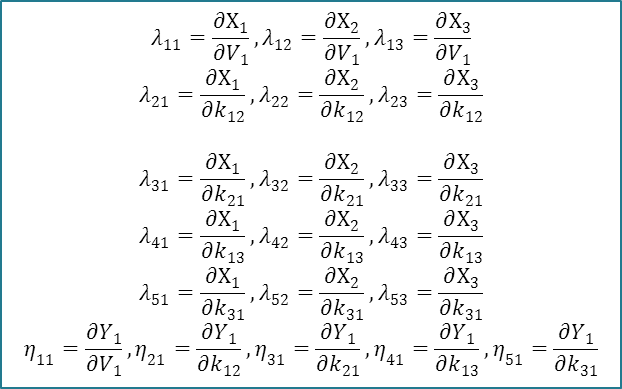 λ₁₁ = ∂X₁/∂V₁ , λ₁₂ = ∂X₂/∂V₁ , λ₁₃ = ∂X₃/∂V₁
λ₂₁ = ∂X₁/∂k₁₂ , λ₂₂ = ∂X₂/∂k₁₂ , λ₂₃ = ∂X₃/∂k₁₂
λ₃₁ = ∂X₁/∂k₂₁ , λ₃₂ = ∂X₂/∂k₂₁ , λ₃₃ = ∂X₃/∂k₂₁
λ₄₁ = ∂X₁/∂k₁₃ , λ₄₂ = ∂X₂/∂k₁₃ , λ₄₃ = ∂X₃/∂k₁₃
λ₅₁ = ∂X₁/∂k₃₁ , λ₅₂ = ∂X₂/∂k₃₁ , λ₅₃ = ∂X₃/∂k₃₁
η₁₁ = ∂Y₁/∂V₁ , η₂₁ = ∂Y₁/∂k₁₂ , η₃₁ = ∂Y₁/∂k₂₁ , η₄₁ = ∂Y₁/∂k₁₃ , η₅₁ = ∂Y₁/∂k₃₁